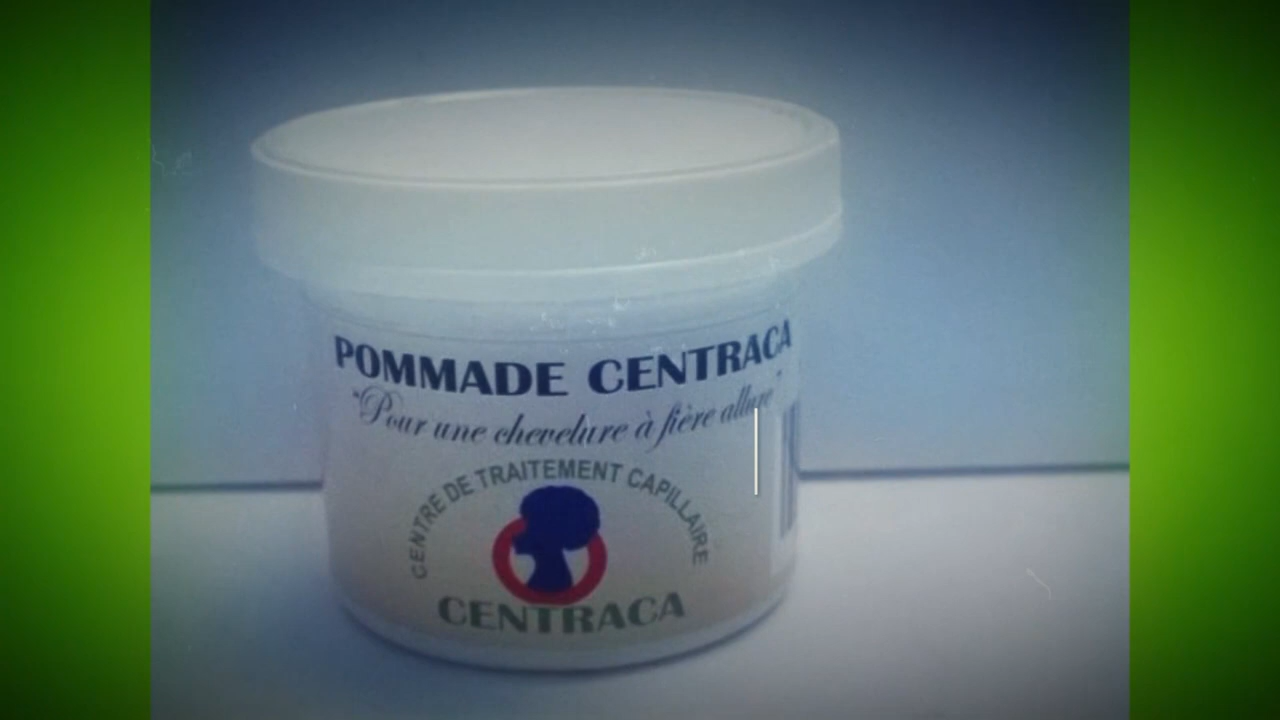 POMMADE CENTRACA
"Pour une chevelure à fière allure"
CENTRE DE TRAITEMENT CAPILLAIRE
CENTRACA